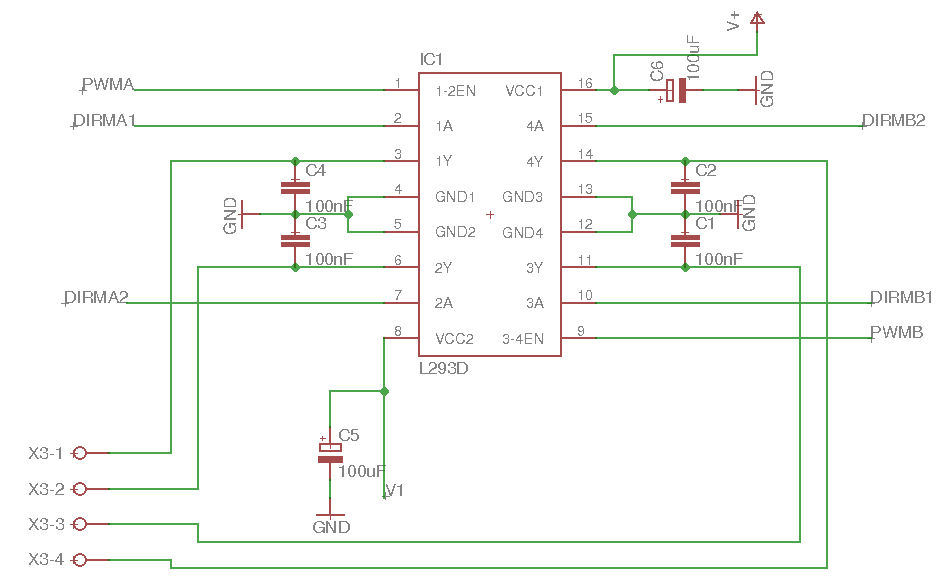 V+
IC1
C6
100uF
GND
PWMA
1
1-2EN
VCC1
16
DIRMA1
2
1A
4A
15
DIRMB2
3
1Y
4Y
14
C4
100nF
C2
100nF
4
GND1
GND3
13
GND
GND
C3
100nF
C1
100nF
5
GND2
GND4
12
6
2Y
3Y
11
DIRMA2
7
2A
3A
10
DIRMB1
8
VCC2
3-4EN
9
PWMB
L293D
C5
100uF
V1
GND
X3-1
X3-2
X3-3
X3-4